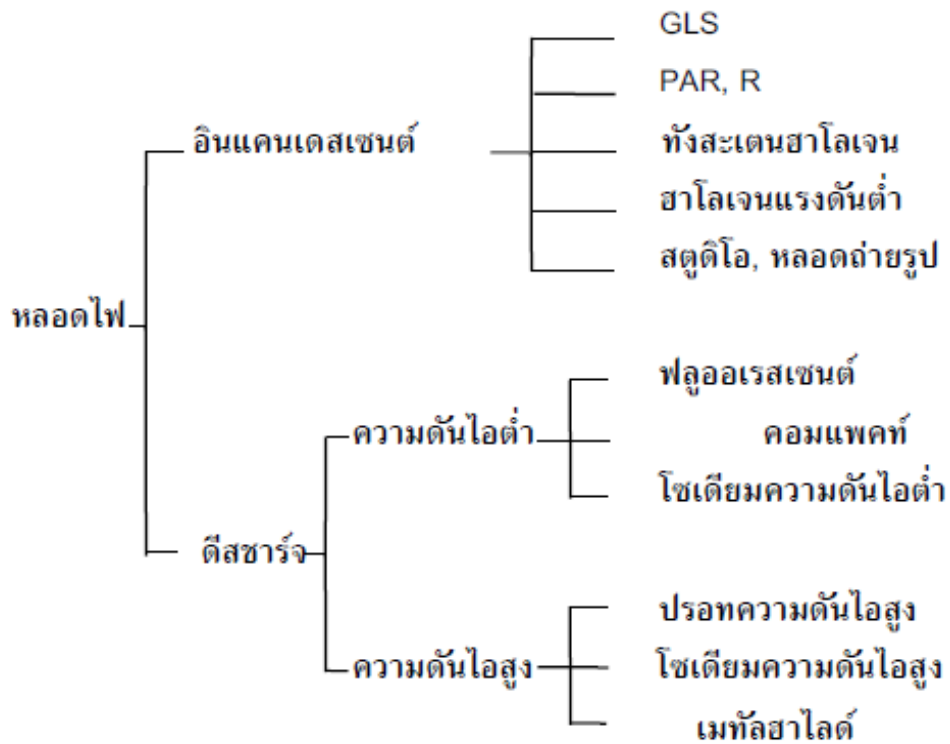 GLS
PAR, R
อินแคนเดสเซนต์
ทังสะเตนฮาโลเจน
ฮาโลเจนแรงดันต่ำ
สตูดิโอ, หลอดถ่ายรูป
หลอดไฟ
ฟลูออเรสเซนต์
ความดันไอต่ำ
คอมแพคท์
โซเดียมความดันไอต่ำ
ดีสชาร์จ
ปรอทความดันไอสูง
ความดันไอสูง
โซเดียมความดันไอสูง
เมทัลฮาไลด์